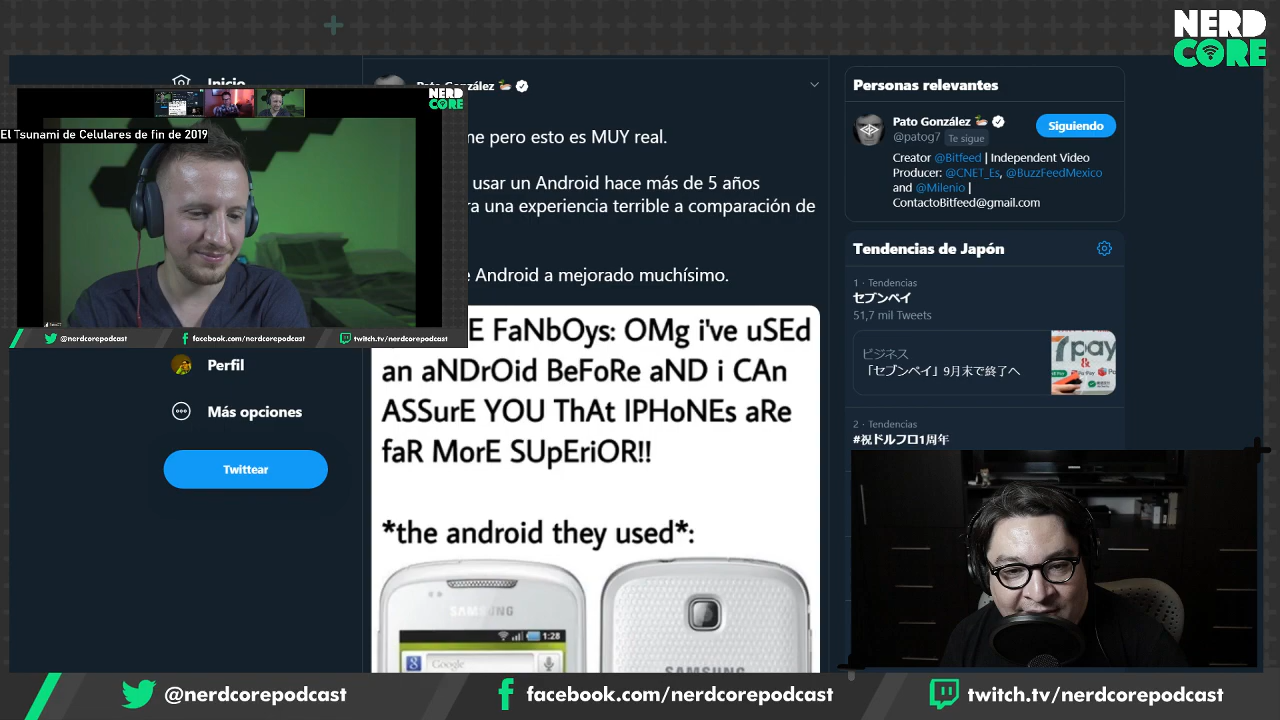 NERD
CORE
Inicio
NERD
CORE
El Tsunami de Celulares de fin de 2019
@nerdcorepodcast
facebook.com/nerdcorepodcast
twitch.tv/nerdcorepodcast
Perfil
Más opciones
Twittear
Pato González
pero esto es MUY real.
usar un Android hace más de 5 años
una experiencia terrible a comparación de
Android a mejorado muchísimo.
FaNbOys: OMg i've uSEd
an aNDrOid BeFoRe aND i CAn
ASSurE YOU ThAt IPHoNEs aRe
faR MorE SUpEriOR!!
*the android they used*:
SAMSUNG
1:28
Google
SAMSUNG
Personas relevantes
Pato González
@patog7 Te sigue
Siguiendo
Creator @Bitfeed | Independent Video
Producer: @CNET_Es, @BuzzFeedMexico
and @Milenio |
ContactoBitfeed@gmail.com
Tendencias de Japón
1 · Tendencias
セブンペイ
51,7 mil Tweets
ビジネス
「セブンペイ」9月末で終了へ
7pay
2 · Tendencias
#祝ドルフロ1周年
@nerdcorepodcast
facebook.com/nerdcorepodcast
twitch.tv/nerdcorepodcast